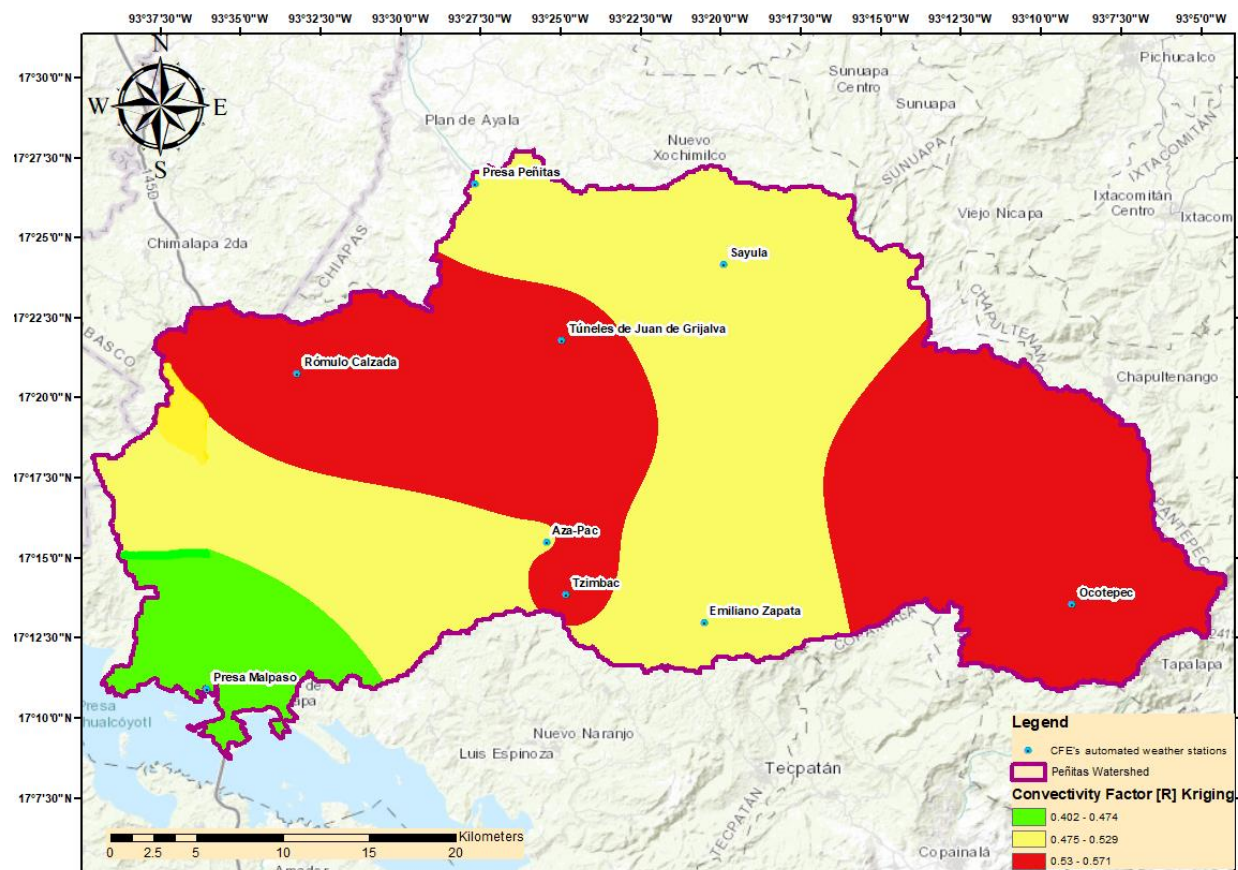 93°37'30"W 93°35'0"W 93°32'30"W 93°30'0"W 93°27'30"W 93°25'0"W 93°22'30"W 93°20'0"W 93°17'30"W 93°15'0"W 93°12'30"W 93°10'0"W 93°7'30"W 93°5'0"W
N
W E
S
17°30'0"N
17°27'30"N
17°25'0"N
17°22'30"N
17°20'0"N
17°17'30"N
17°15'0"N
17°12'30"N
17°10'0"N
17°7'30"N
Pichucalco
Sunuapa
Centro
Sunuapa
Plan de Ayala
Nuevo
Xochimilco
SUNUAPA
IXTACOMITÁN
Presa Peñitas
Ixtacomitán
Centro
Ixtacom
Viejo Nicapa
145D
Chimalapa 2da
CHIAPAS
Sayula
CHAPULTENANGO
Túneles de Juan de Grijalva
BASCO
Rómulo Calzada
Chapultenango
PANTEPEC
Aza-Pac
Tzimbac
Ocotepec
Emiliano Zapata
COPAINALA
Tapalapa
Presa Malpaso
de
Presa
Nuevo Naranjo
Luis Espinoza
Tecpatán
TECPATÁN
Copainalá
Legend
CFE's automated weather stations
Peñitas Watershed
Convectivity Factor [R] Kriging
0.402 - 0.474
0.475 - 0.529
0.53 - 0.571
Kilometers
0 2.5 5 10 15 20